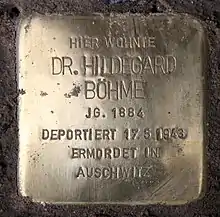 HIER WOHNTE
DR. HILDEGARD
BÖHME
JG. 1884
DEPORTIERT 17.5.1943
ERMORDET IN
AUSCHWITZ